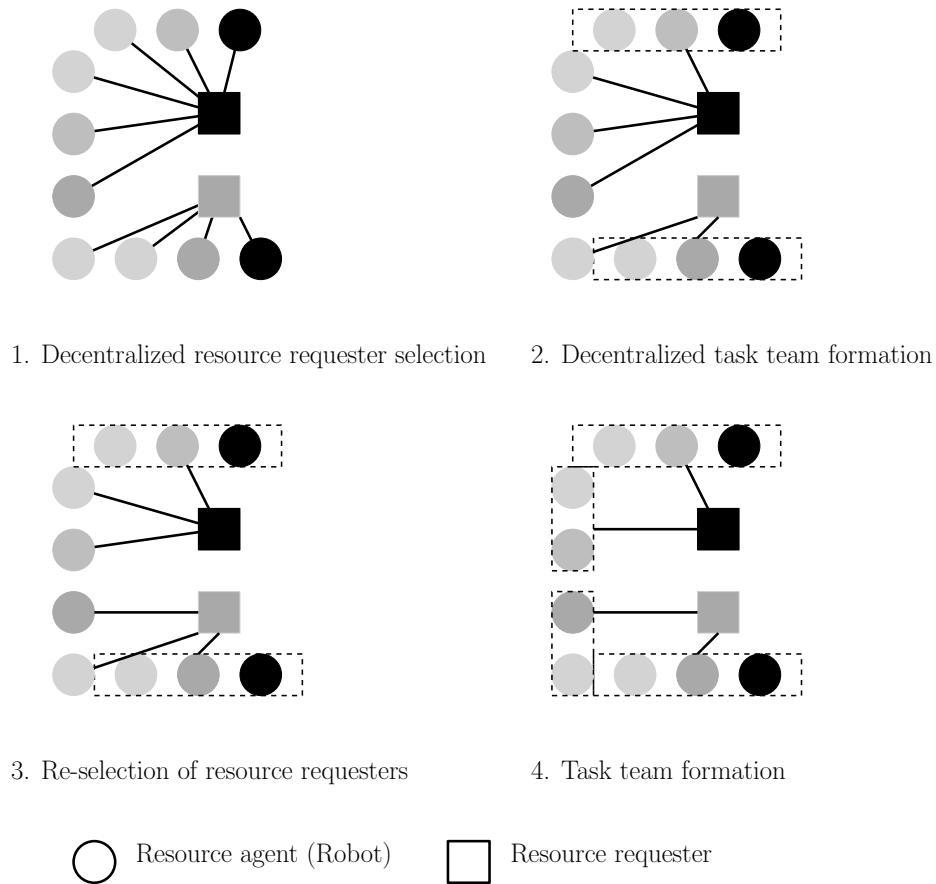 1. Decentralized resource requester selection
2. Decentralized task team formation
3. Re-selection of resource requesters
4. Task team formation
Resource agent (Robot)
Resource requester